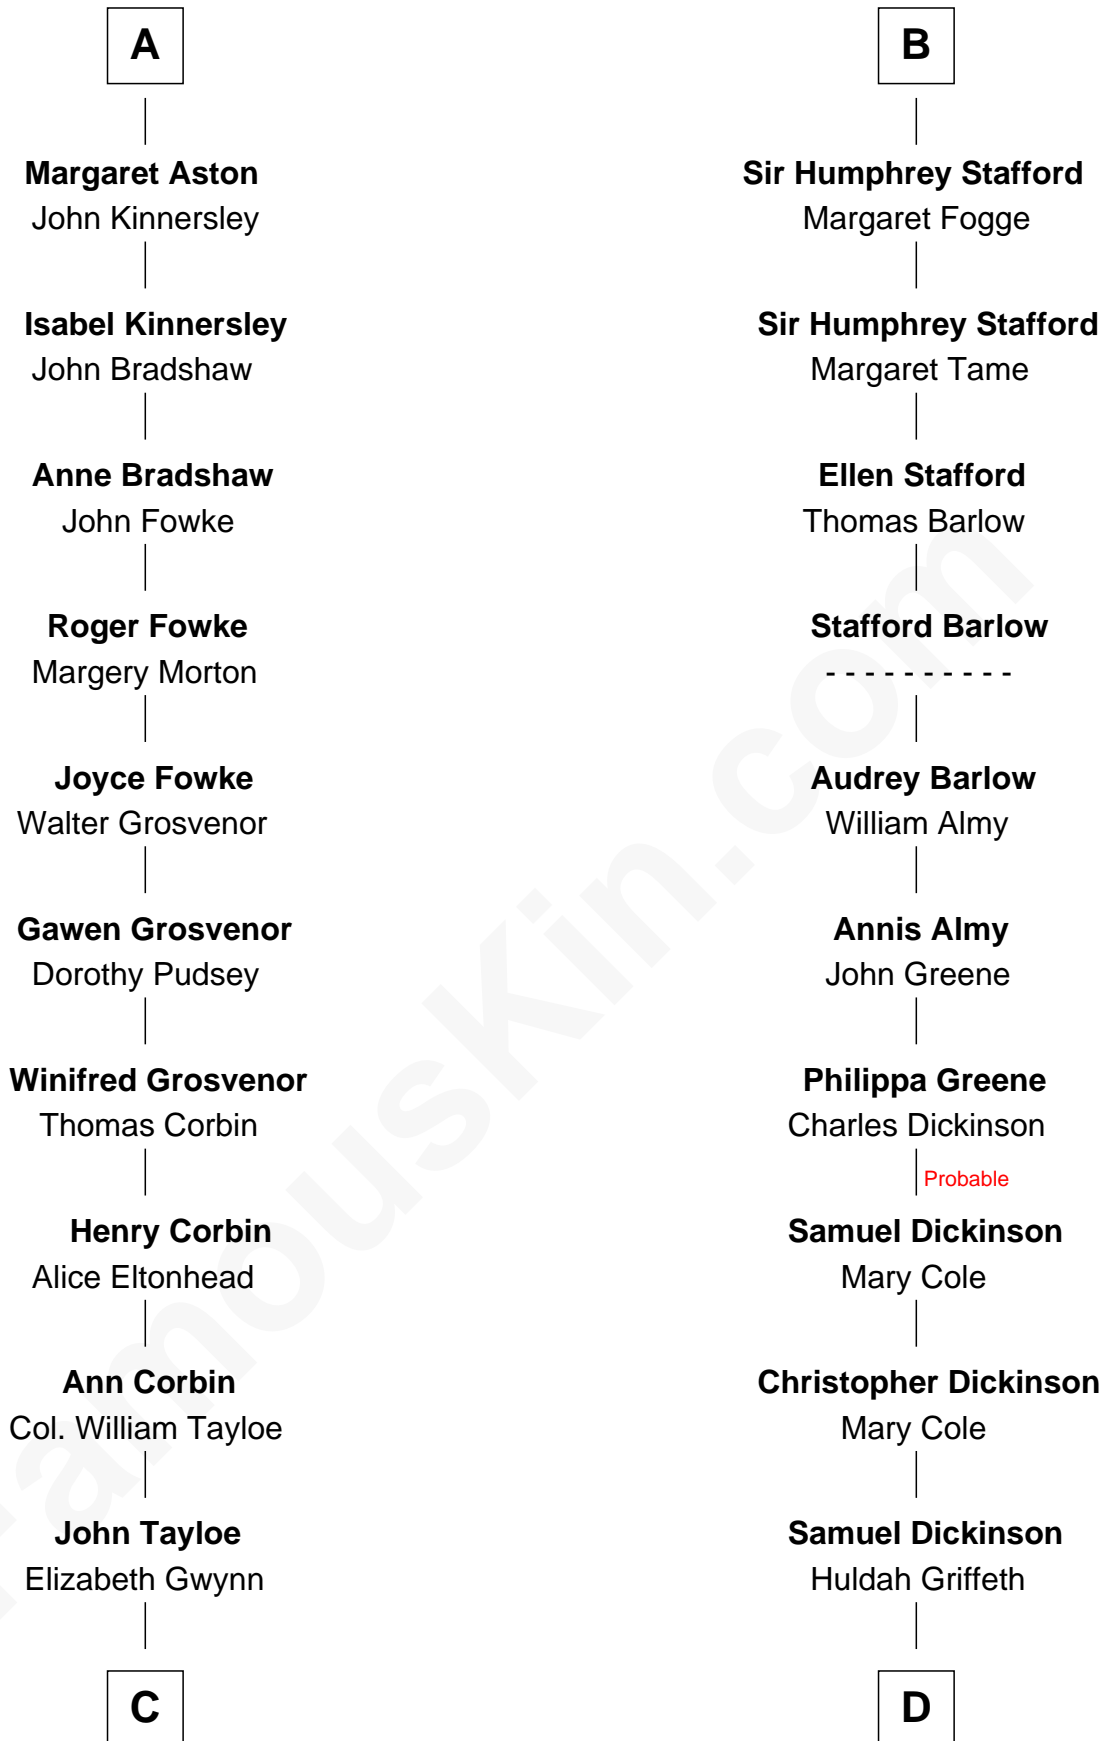 A
Margaret Aston
John Kinnersley
Isabel Kinnersley
John Bradshaw
Anne Bradshaw
John Fowke
Roger Fowke
Margery Morton
Joyce Fowke
Walter Grosvenor
Gawen Grosvenor
Dorothy Pudsey
Winifred Grosvenor
Thomas Corbin
Henry Corbin
Alice Eltonhead
Ann Corbin
Col. William Tayloe
John Tayloe
Elizabeth Gwynn
C
B
Sir Humphrey Stafford
Margaret Fogge
Sir Humphrey Stafford
Margaret Tame
Ellen Stafford
Thomas Barlow
Stafford Barlow
- - - - - - - - - -
Audrey Barlow
William Almy
Annis Almy
John Greene
Philippa Greene
Charles Dickinson
Probable
Samuel Dickinson
Mary Cole
Christopher Dickinson
Mary Cole
Samuel Dickinson
Huldah Griffeth
D
FamousKin.com